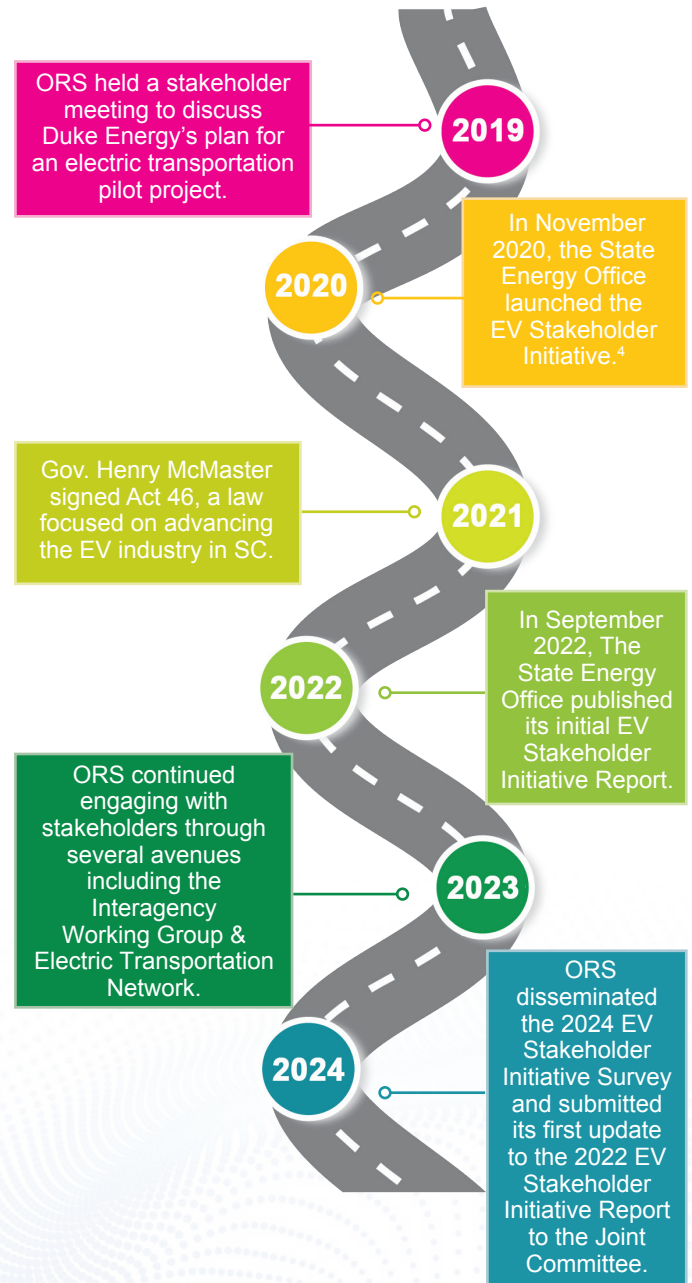 ORS held a stakeholder
meeting to discuss
Duke Energy’s plan for
an electric transportation
pilot project.
2019
2020
In November
2020, the State
Energy Office
launched the
EV Stakeholder
Initiative.⁴
Gov. Henry McMaster
signed Act 46, a law
focused on advancing
the EV industry in SC.
2021
2022
In September
2022, The
State Energy
Office published
its initial EV
Stakeholder
Initiative Report.
ORS continued
engaging with
stakeholders through
several avenues
including the
Interagency
Working Group &
Electric Transportation
Network.
2023
2024
ORS
disseminated
the 2024 EV
Stakeholder
Initiative Survey
and submitted
its first update
to the 2022 EV
Stakeholder
Initiative Report
to the Joint
Committee.